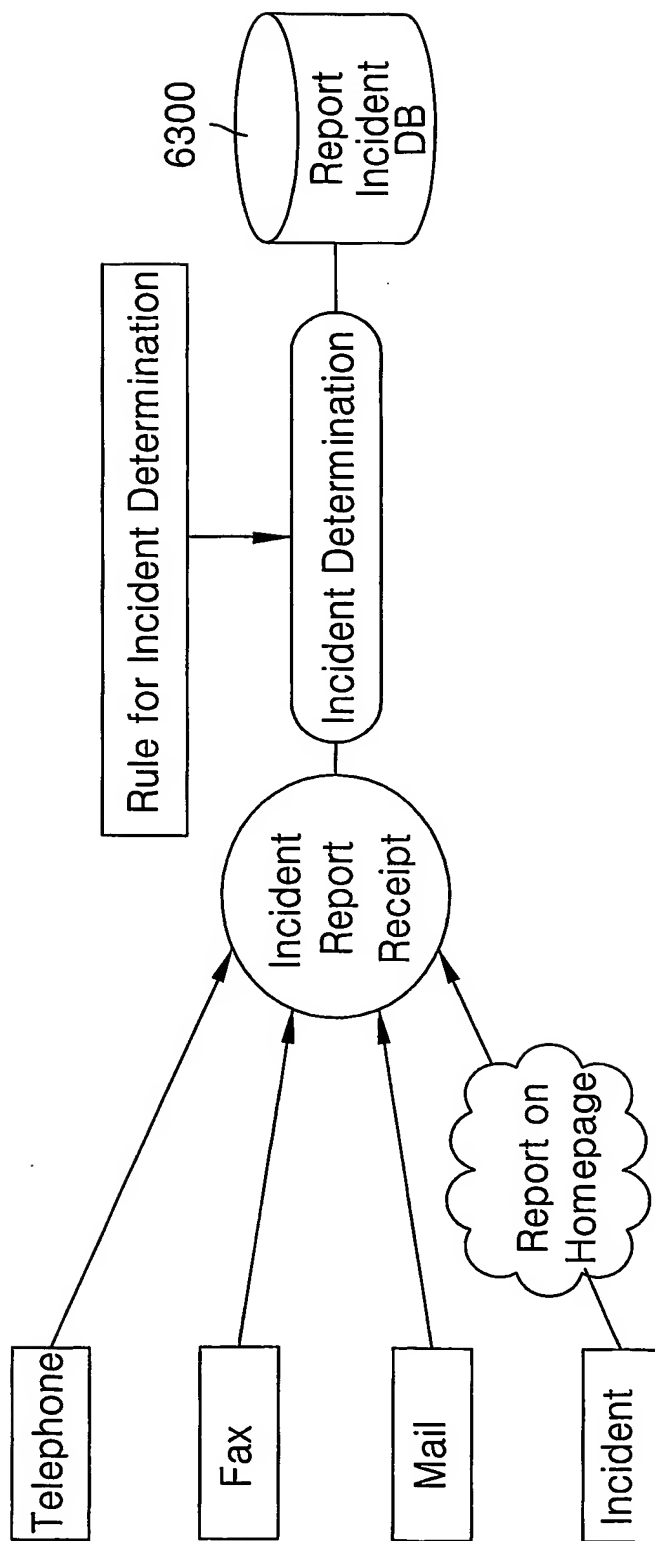 Telephone
Fax
Mail
Incident
Report on
Homepage
Incident
Report
Receipt
Rule for Incident Determination
Incident Determination
6300
Report
Incident
DB